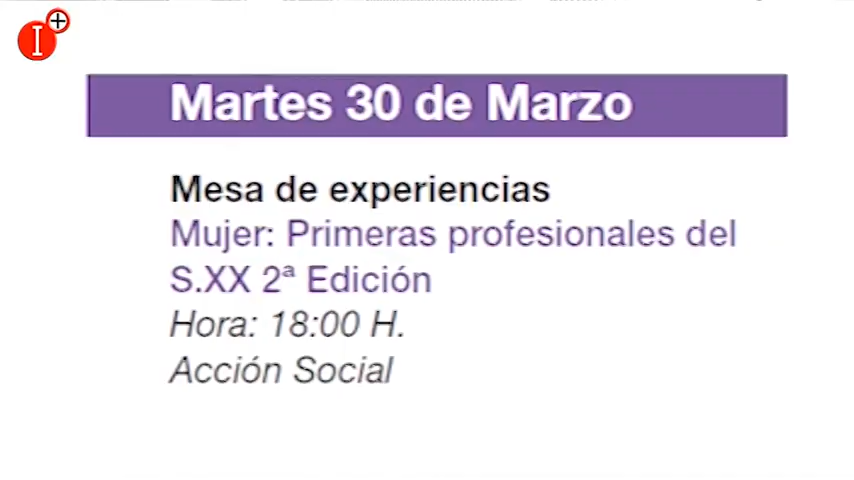 I+
Martes 30 de Marzo
Mesa de experiencias
Mujer: Primeras profesionales del
S.XX 2ª Edición
Hora: 18:00 H.
Acción Social